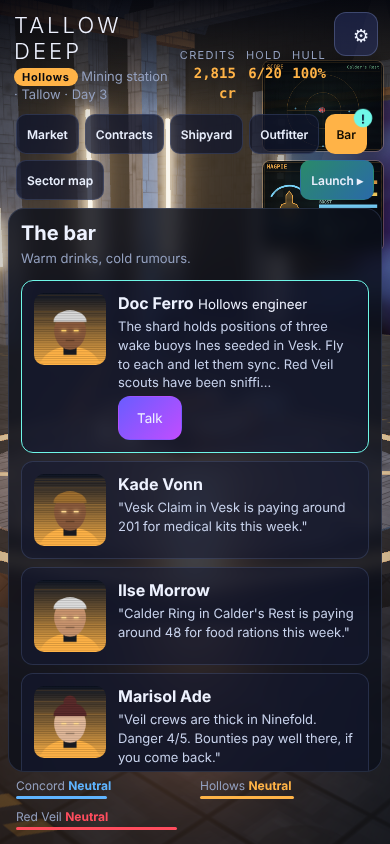 TALLOW
DEEP
CREDITS HOLD HULL
Hollows Mining station
2,815 6/20 100%
· Tallow · Day 3
cr
SCORE
Calder's Rest
Market Contracts Shipyard Outfitter Bar !
MAGPIE
Sector map Launch ▸
The bar
Warm drinks, cold rumours.
Doc Ferro Hollows engineer
The shard holds positions of three
wake buoys Ines seeded in Vesk. Fly
to each and let them sync. Red Veil
scouts have been sniffi...
Talk
Kade Vonn
"Vesk Claim in Vesk is paying around
201 for medical kits this week."
Ilse Morrow
"Calder Ring in Calder's Rest is paying
around 48 for food rations this week."
Marisol Ade
"Veil crews are thick in Ninefold.
Danger 4/5. Bounties pay well there, if
you come back."
Concord Neutral Hollows Neutral
Red Veil Neutral